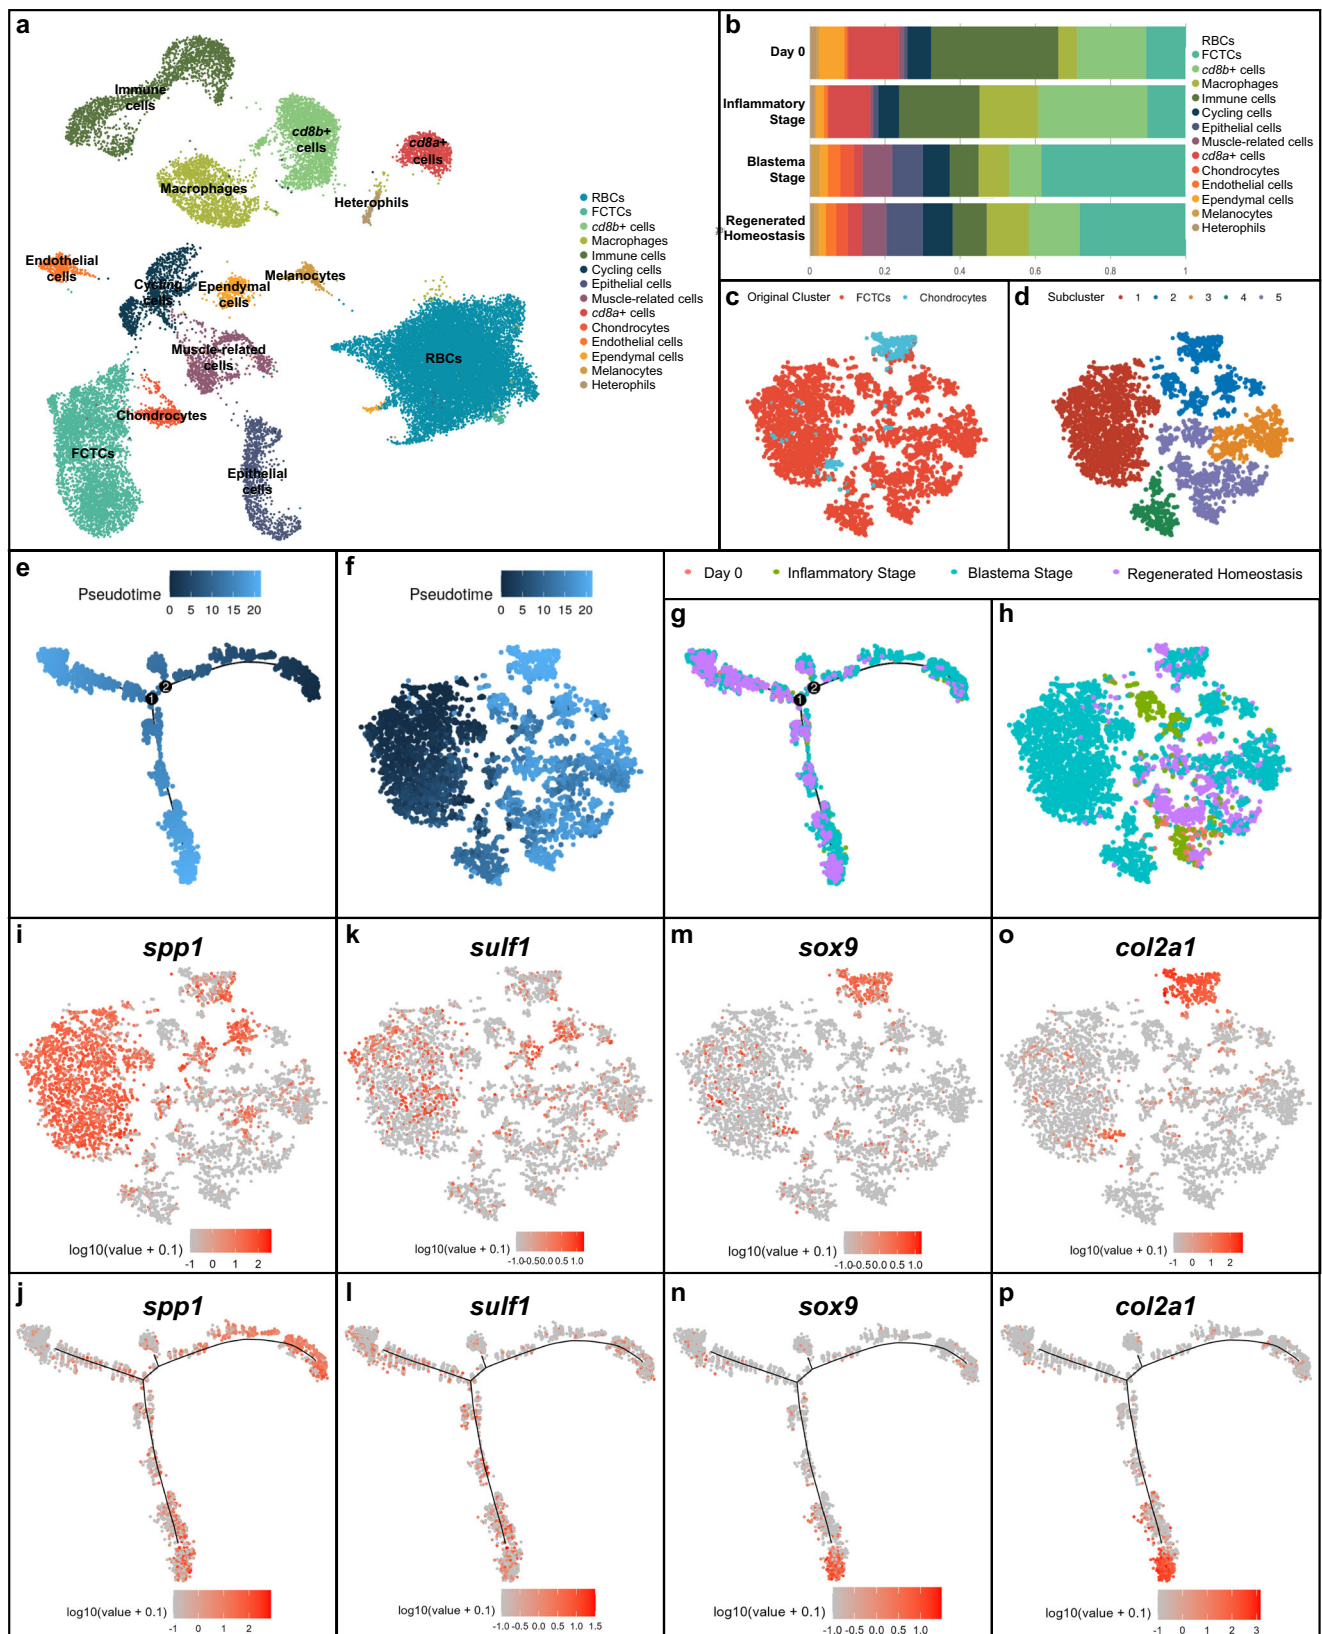 a
Immune
cells
cd8b+
cells
cd8a+
cells
Macrophages
Heterophils
Endothelial
cells
Cycling
cells
Ependymal
cells
Melanocytes
Muscle-related
cells
RBCs
Chondrocytes
FCTCs
Epithelial
cells
RBCs
FCTCs
cd8b+ cells
Macrophages
Immune cells
Cycling cells
Epithelial cells
Muscle-related cells
cd8a+ cells
Chondrocytes
Endothelial cells
Ependymal cells
Melanocytes
Heterophils
b
Day 0
Inflammatory
Stage
Blastema
Stage
Regenerated
Homeostasis
0 0.2 0.4 0.6 0.8 1
RBCs
FCTCs
cd8b+ cells
Macrophages
Immune cells
Cycling cells
Epithelial cells
Muscle-related cells
cd8a+ cells
Chondrocytes
Endothelial cells
Ependymal cells
Melanocytes
Heterophils
c Original Cluster FCTCs Chondrocytes
d Subcluster 1 2 3 4 5
e
Pseudotime
0 5 10 15 20
1
2
f
Pseudotime
0 5 10 15 20
Day 0 Inflammatory Stage Blastema Stage Regenerated Homeostasis
g
1
2
h
i spp1
log10(value + 0.1)
-1 0 1 2
k sulf1
log10(value + 0.1)
-1.0-0.50.0 0.5 1.0
m sox9
log10(value + 0.1)
-1.0-0.50.0 0.5 1.0
o col2a1
log10(value + 0.1)
-1 0 1 2
j spp1
log10(value + 0.1)
-1 0 1 2
l sulf1
log10(value + 0.1)
-1.0 -0.5 0.0 0.5 1.0 1.5
n sox9
log10(value + 0.1)
-1.0 -0.5 0.0 0.5 1.0
p col2a1
log10(value + 0.1)
-1 0 1 2 3